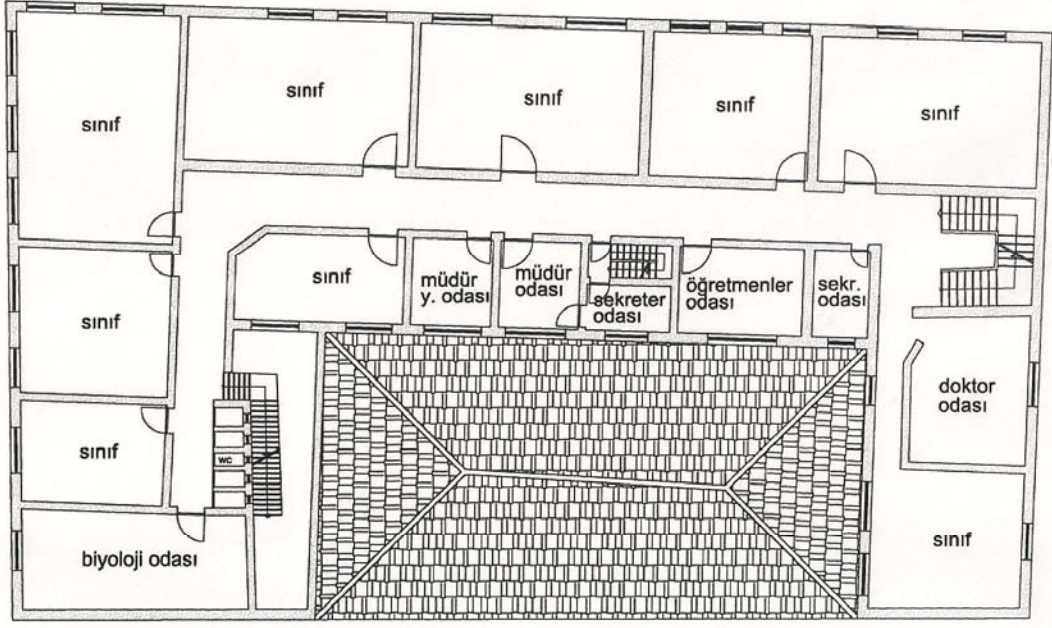 sınıf
sınıf
sınıf
sınıf
sınıf
sınıf
müdür
y. odası
müdür
odası
sekreter
odası
öğretmenler
odası
sekr.
odası
sınıf
doktor
odası
sınıf
wc
sınıf
biyoloji odası